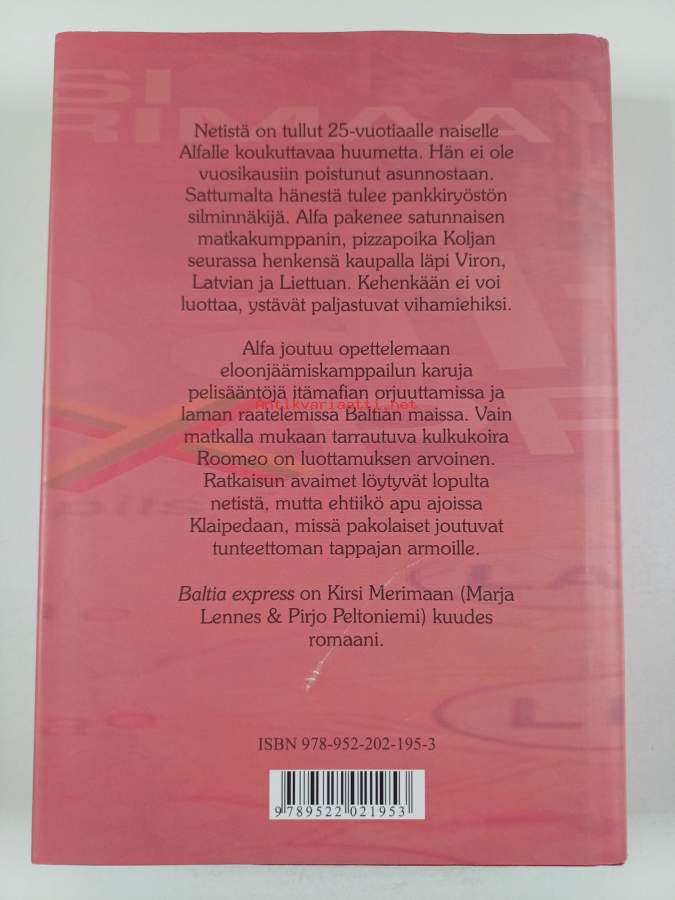 SI
RIMAA
Netistä on tullut 25-vuotiaalle naiselle
Alfalle koukuttavaa huumetta. Hän ei ole
vuosikausiin poistunut asunnostaan.
Sattumalta hänestä tulee pankkiryöstön
silminnäkijä. Alfa pakenee satunnaisen
matkakumppanin, pizzapoika Koljan
seurassa henkensä kaupalla läpi Viron,
Latvian ja Liettuan. Kehenkään ei voi
luottaa, ystävät paljastuvat vihamiehiksi.
Alfa joutuu opettelemaan
eloonjäämiskamppailun karuja
pelisääntöjä itämafian orjuuttamissa ja
Antikvariaatti.net
laman raatelemissa Baltian maissa. Vain
matkalla mukaan tarrautuva kulkukoira
Roomeo on luottamuksen arvoinen.
Ratkaisun avaimet löytyvät lopulta
netistä, mutta ehtiikö apu ajoissa
Klaipedaan, missä pakolaiset joutuvat
tunteettoman tappajan armoille.
Baltia express on Kirsi Merimaan (Marja
Lennes & Pirjo Peltoniemi) kuudes
romaani.
ISBN 978-952-202-195-3
9789522021953